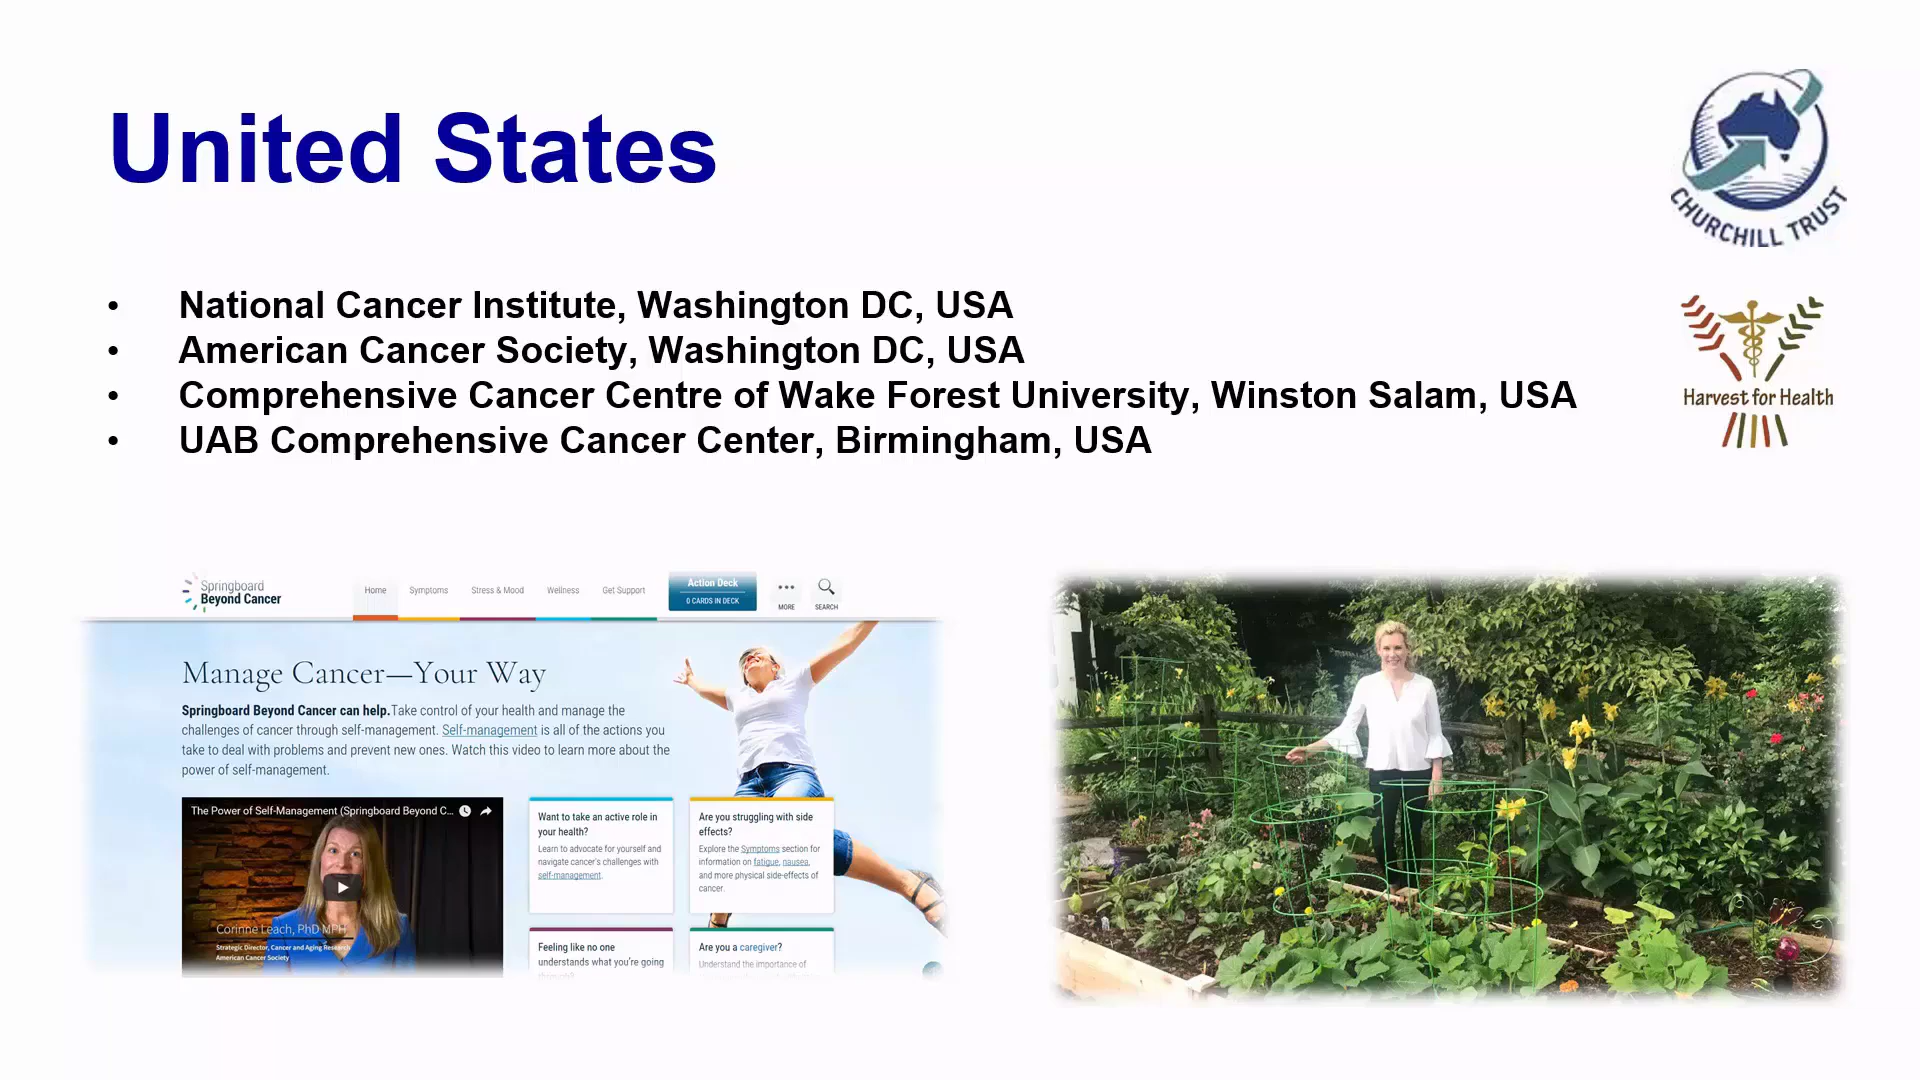 United States
CHURCHILL TRUST
• National Cancer Institute, Washington DC, USA
• American Cancer Society, Washington DC, USA
• Comprehensive Cancer Centre of Wake Forest University, Winston Salam, USA
• UAB Comprehensive Cancer Center, Birmingham, USA
Harvest for Health
Springboard
Beyond Cancer
Home
Symptoms
Stress & Mood
Wellness
Get Support
Action Deck
0 CARDS IN DECK
MORE
SEARCH
Manage Cancer—Your Way
Springboard Beyond Cancer can help.Take control of your health and manage the
challenges of cancer through self-management. Self-management is all of the actions you
take to deal with problems and prevent new ones. Watch this video to learn more about the
power of self-management.
The Power of Self-Management (Springboard Beyond C...
Corinne Leach, PhD MPH
Strategic Director, Cancer and Aging Research
American Cancer Society
Want to take an active role in
your health?
Learn to advocate for yourself and
navigate cancer's challenges with
self-management.
Are you struggling with side
effects?
Explore the Symptoms section for
information on fatigue, nausea,
and more physical side-effects of
cancer.
Feeling like no one
understands what you're going
Are you a caregiver?
Understand the importance of